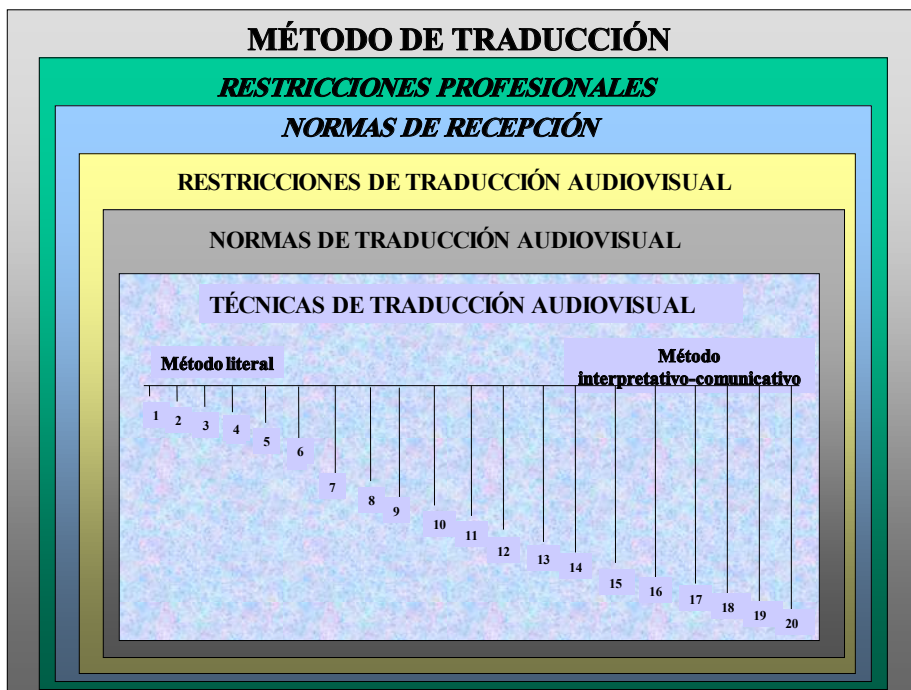 MÉTODO DE TRADUCCIÓN
RESTRICCIONES PROFESIONALES
NORMAS DE RECEPCIÓN
RESTRICCIONES DE TRADUCCIÓN AUDIOVISUAL
NORMAS DE TRADUCCIÓN AUDIOVISUAL
TÉCNICAS DE TRADUCCIÓN AUDIOVISUAL
Método literal
Método
interpretativo-comunicativo
1
2
3
4
5
6
7
8
9
10
11
12
13
14
15
16
17
18
19
20